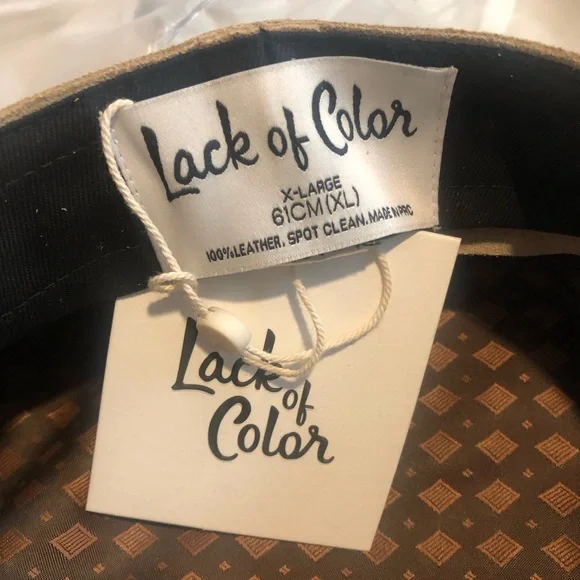 Lack of Color
X-LARGE
61CM (XL)
100% LEATHER. SPOT CLEAN. MADE IN PRC
Lack
of
Color